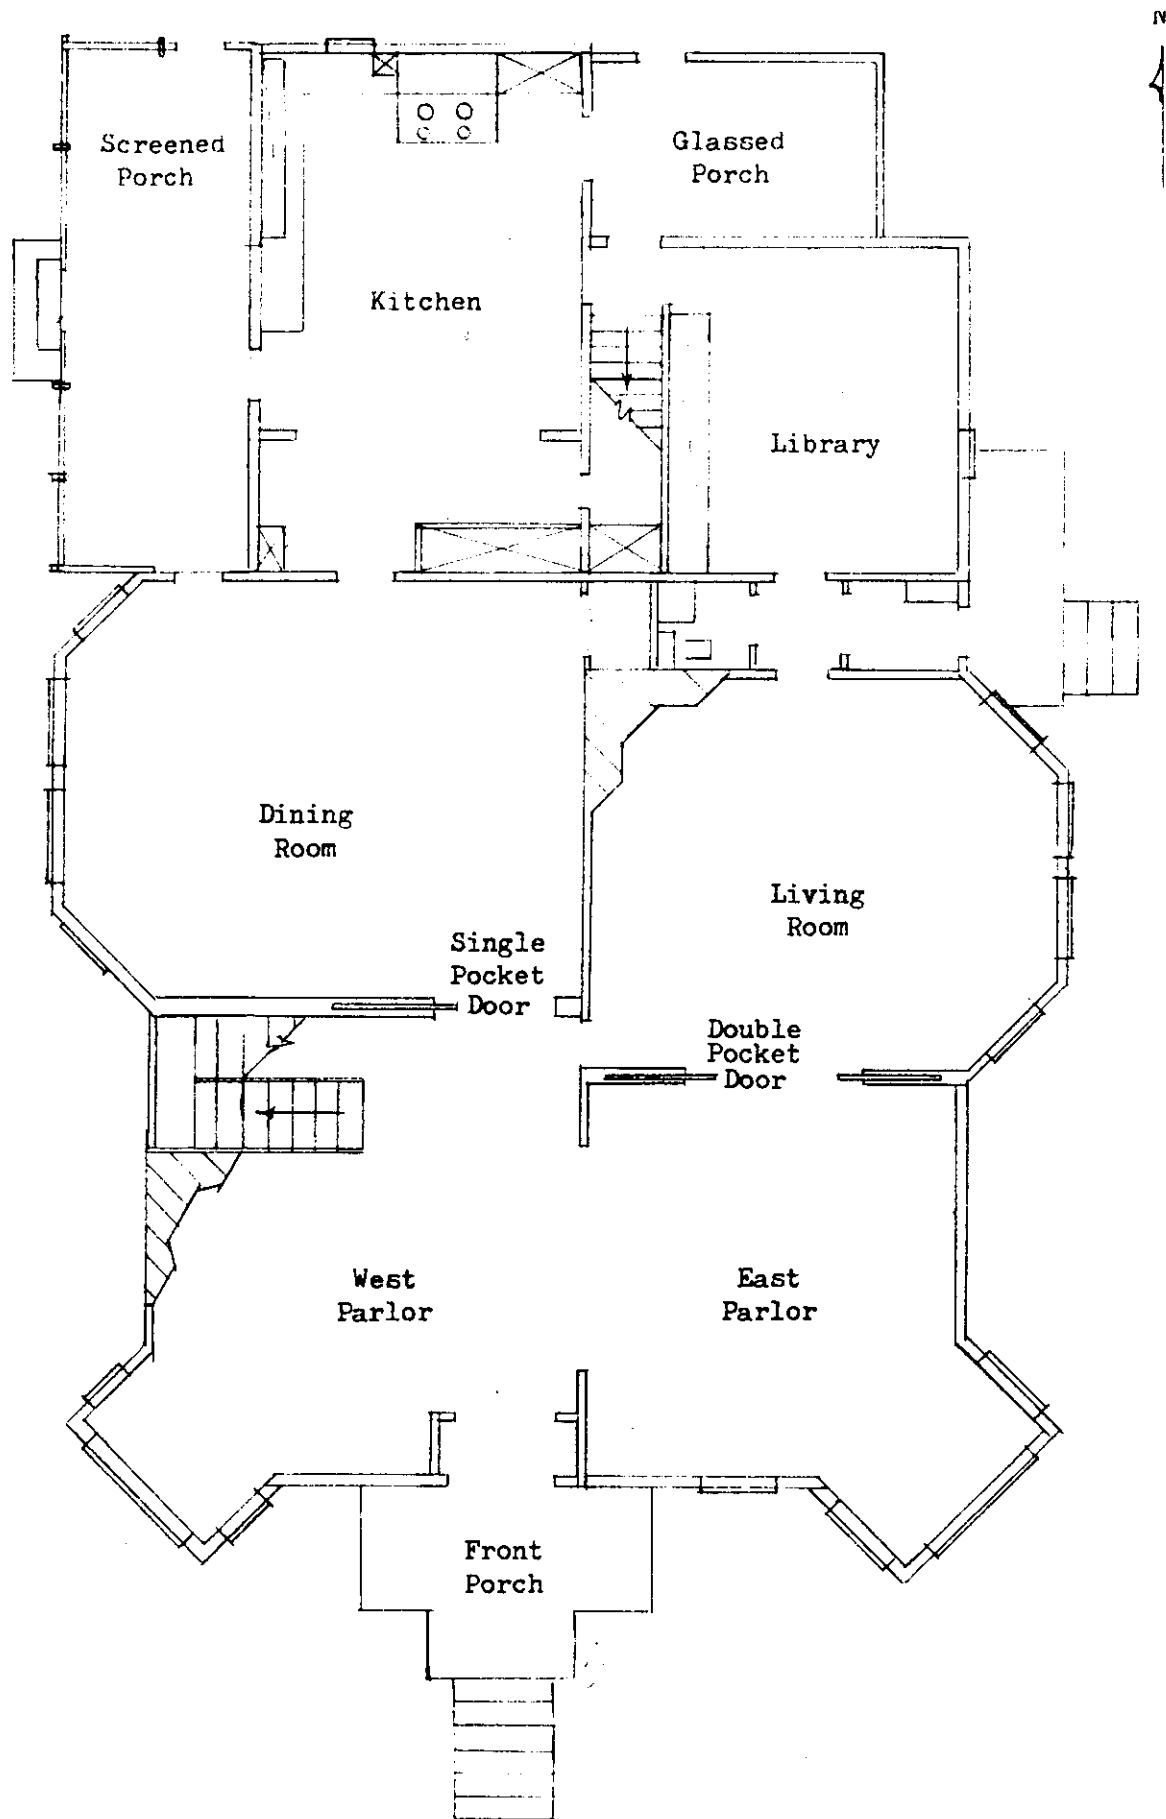 N
Screened
Porch
Glassed
Porch
Kitchen
Library
Dining
Room
Living
Room
Single
Pocket
Door
Double
Pocket
Door
West
Parlor
East
Parlor
Front
Porch